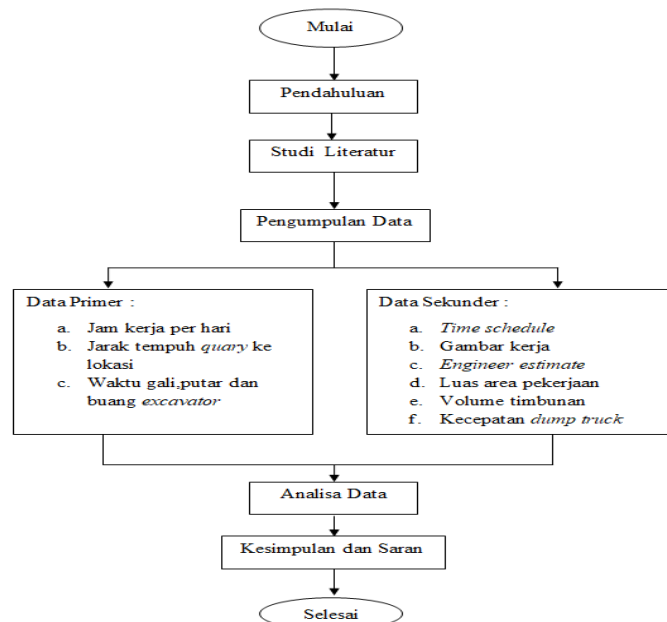 Mulai
Pendahuluan
Studi Literatur
Pengumpulan Data
Data Primer :
a. Jam kerja per hari
b. Jarak tempuh quary ke
lokasi
c. Waktu gali,putar dan
buang excavator
Data Sekunder :
a. Time schedule
b. Gambar kerja
c. Engineer estimate
d. Luas area pekerjaan
e. Volume timbunan
f. Kecepatan dump truck
Analisa Data
Kesimpulan dan Saran
Selesai